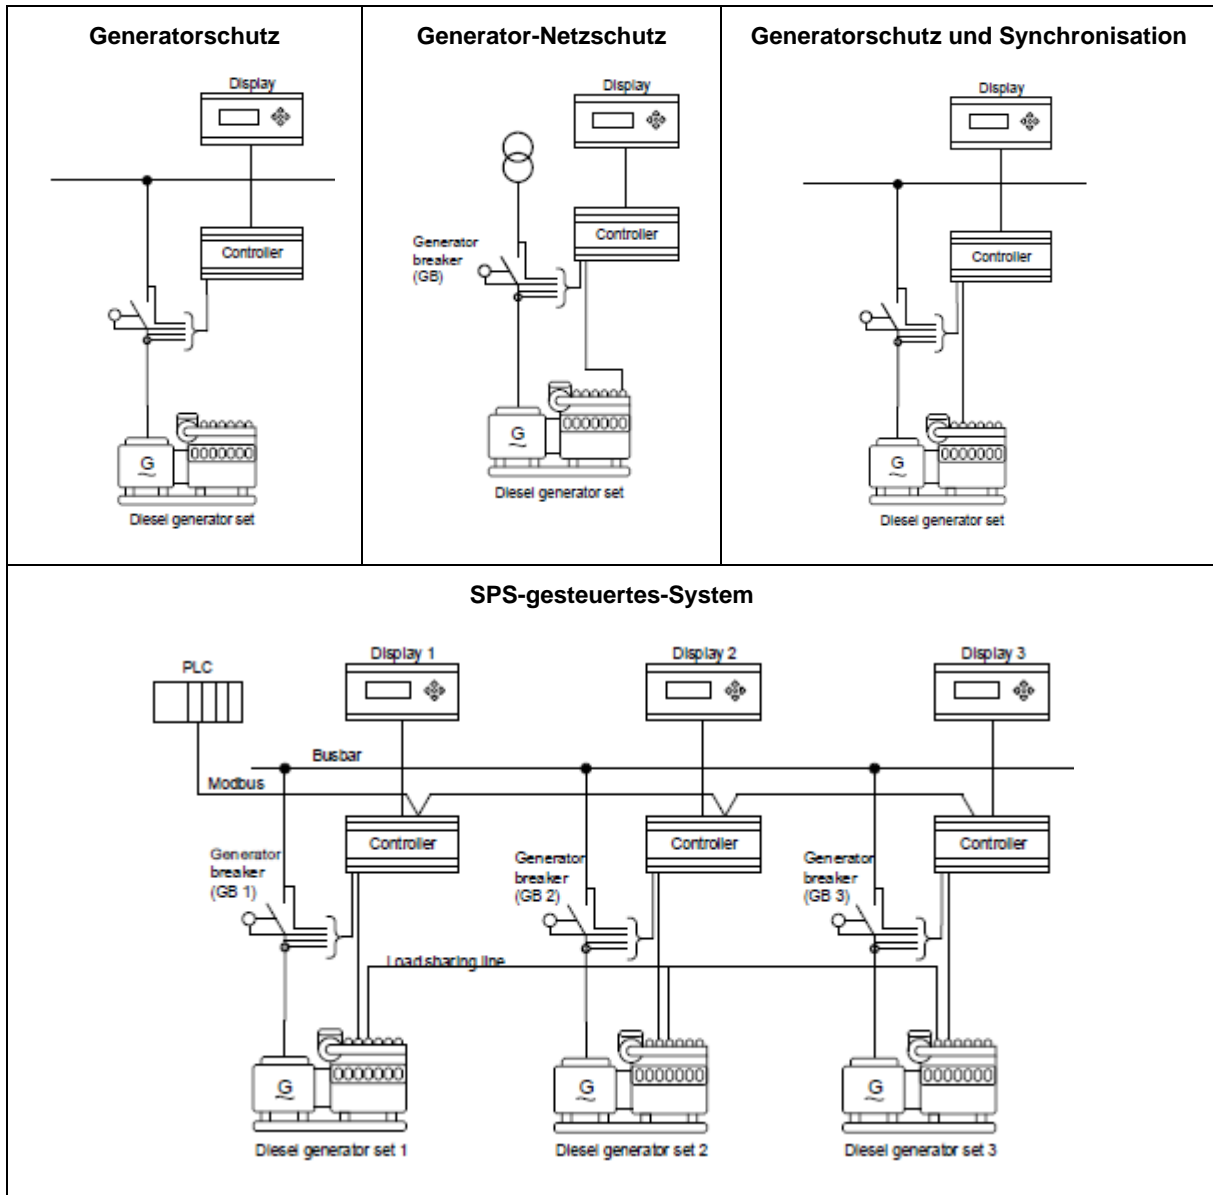 Generatorschutz
Display
Controller
G
Diesel generator set
Generator-Netzschutz
Display
Controller
Generator
breaker
(GB)
G
Diesel generator set
Generatorschutz und Synchronisation
Display
Controller
G
Diesel generator set
SPS-gesteuertes-System
PLC
Display 1
Display 2
Display 3
Busbar
Modbus
Controller
Controller
Controller
Generator
breaker
(GB 1)
Generator
breaker
(GB 2)
Generator
breaker
(GB 3)
Load sharing line
G
G
G
Diesel generator set 1
Diesel generator set 2
Diesel generator set 3